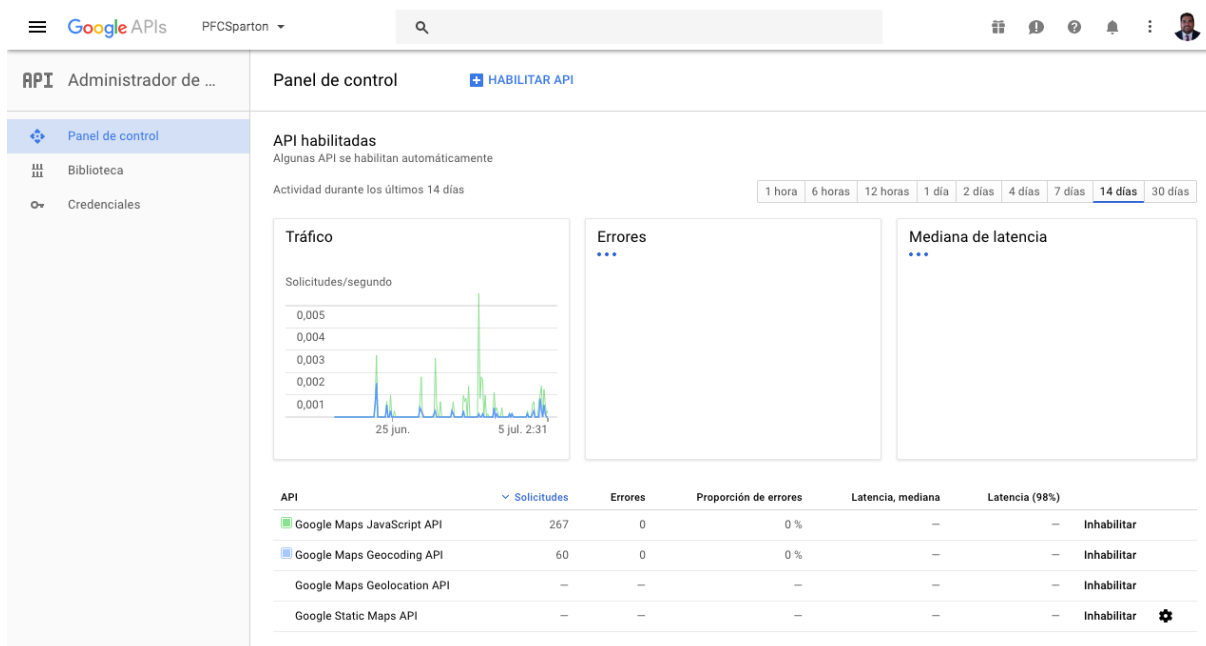 Google APIs PFCSparton
API Administrador de ...
Panel de control HABILITAR API
Panel de control
Biblioteca
Credenciales
API habilitadas
Algunas API se habilitan automáticamente
Actividad durante los últimos 14 días
1 hora 6 horas 12 horas 1 día 2 días 4 días 7 días 14 días 30 días
Tráfico
Solicitudes/segundo
0,005
0,004
0,003
0,002
0,001
25 jun. 5 jul. 2:31
Errores
Mediana de latencia
API Solicitudes Errores Proporción de errores Latencia, mediana Latencia (98%)
Google Maps JavaScript API 267 0 0 % — — Inhabilitar
Google Maps Geocoding API 60 0 0 % — — Inhabilitar
Google Maps Geolocation API — — — — — Inhabilitar
Google Static Maps API — — — — — Inhabilitar